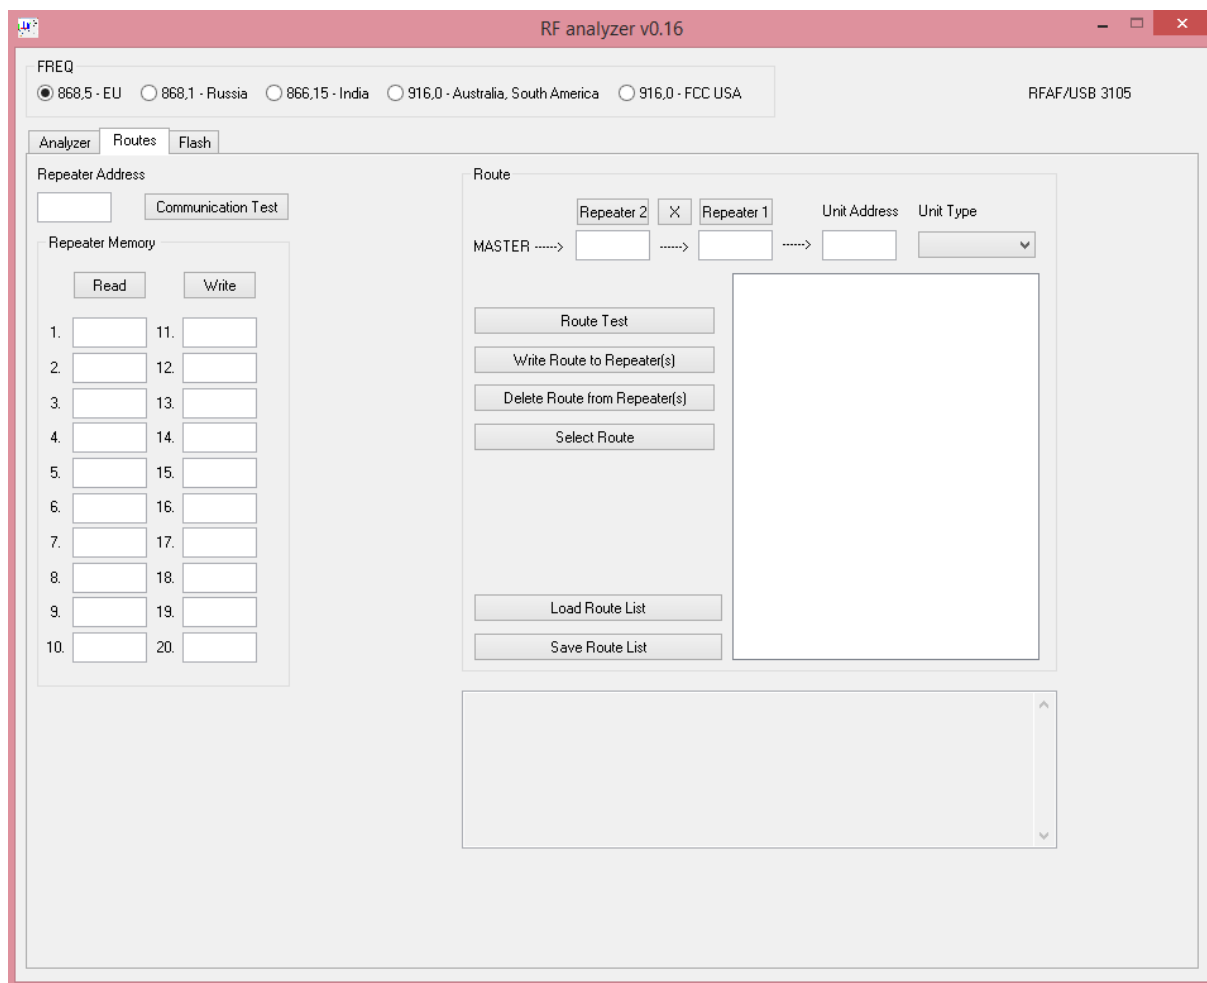 RF analyzer v0.16
FREQ
868,5 - EU 868,1 - Russia 866,15 - India 916,0 - Australia, South America 916,0 - FCC USA RFAF/USB 3105
Analyzer Routes Flash
Repeater Address
Communication Test
Repeater Memory
Read Write
1. 11.
2. 12.
3. 13.
4. 14.
5. 15.
6. 16.
7. 17.
8. 18.
9. 19.
10. 20.
Route
Repeater 2 X Repeater 1 Unit Address Unit Type
MASTER ------> ------> ------>
Route Test
Write Route to Repeater(s)
Delete Route from Repeater(s)
Select Route
Load Route List
Save Route List